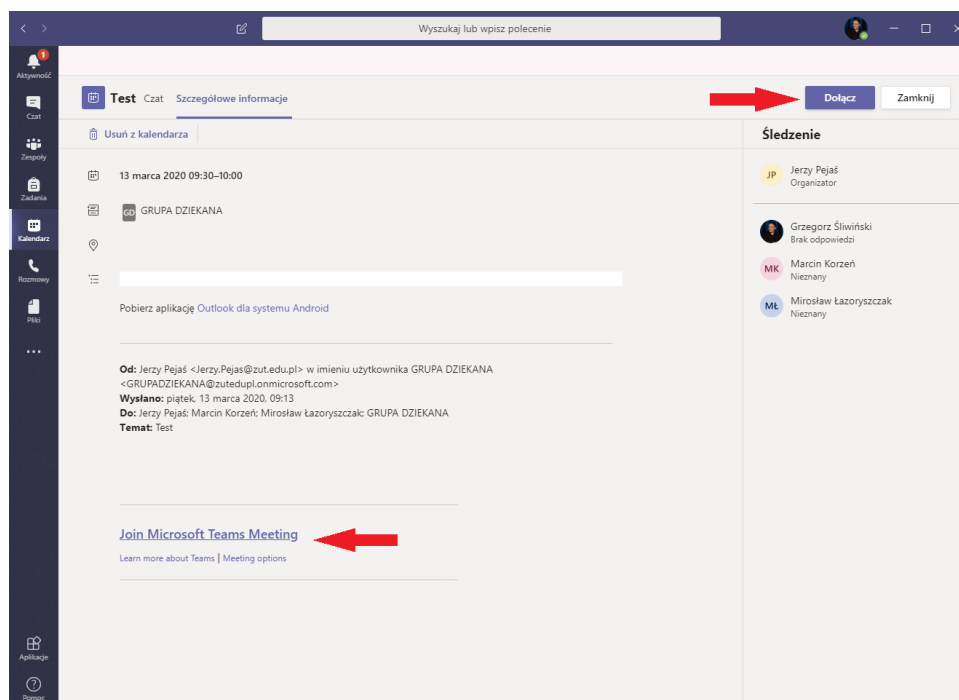 Wyszukaj lub wpisz polecenie
1
Aktywność
Czat
Zespoły
Zadania
Kalendarz
Rozmowy
Pliki
Aplikacje
Pomoc
Test Czat Szczegółowe informacje
Dołącz Zamknij
Usuń z kalendarza
13 marca 2020 09:30–10:00
GD GRUPA DZIEKANA
Pobierz aplikację Outlook dla systemu Android
Od: Jerzy Pejaś <Jerzy.Pejas@zut.edu.pl> w imieniu użytkownika GRUPA DZIEKANA
<GRUPADZIEKANA@zutedupl.onmicrosoft.com>
Wysłano: piątek, 13 marca 2020, 09:13
Do: Jerzy Pejaś; Marcin Korzeń; Mirosław Łazoryszczak; GRUPA DZIEKANA
Temat: Test
Join Microsoft Teams Meeting
Learn more about Teams | Meeting options
Śledzenie
JP Jerzy Pejaś
Organizator
Grzegorz Śliwiński
Brak odpowiedzi
MK Marcin Korzeń
Nieznany
MŁ Mirosław Łazoryszczak
Nieznany